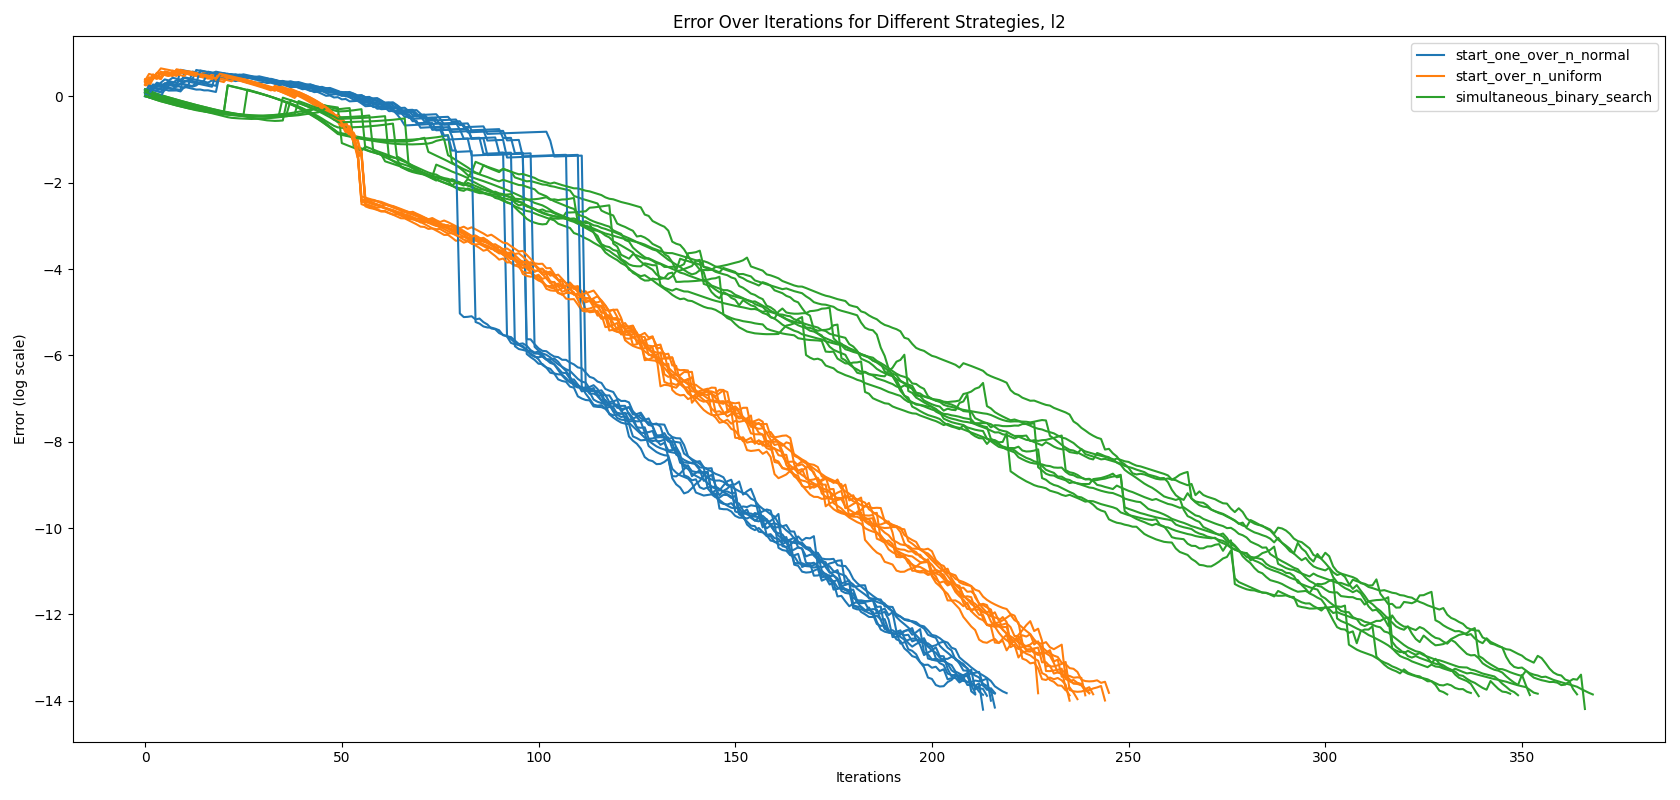 Error Over Iterations for Different Strategies, l2
start_one_over_n_normal
start_over_n_uniform
simultaneous_binary_search
Error (log scale)
0
−2
−4
−6
−8
−10
−12
−14
0 50 100 150 200 250 300 350
Iterations